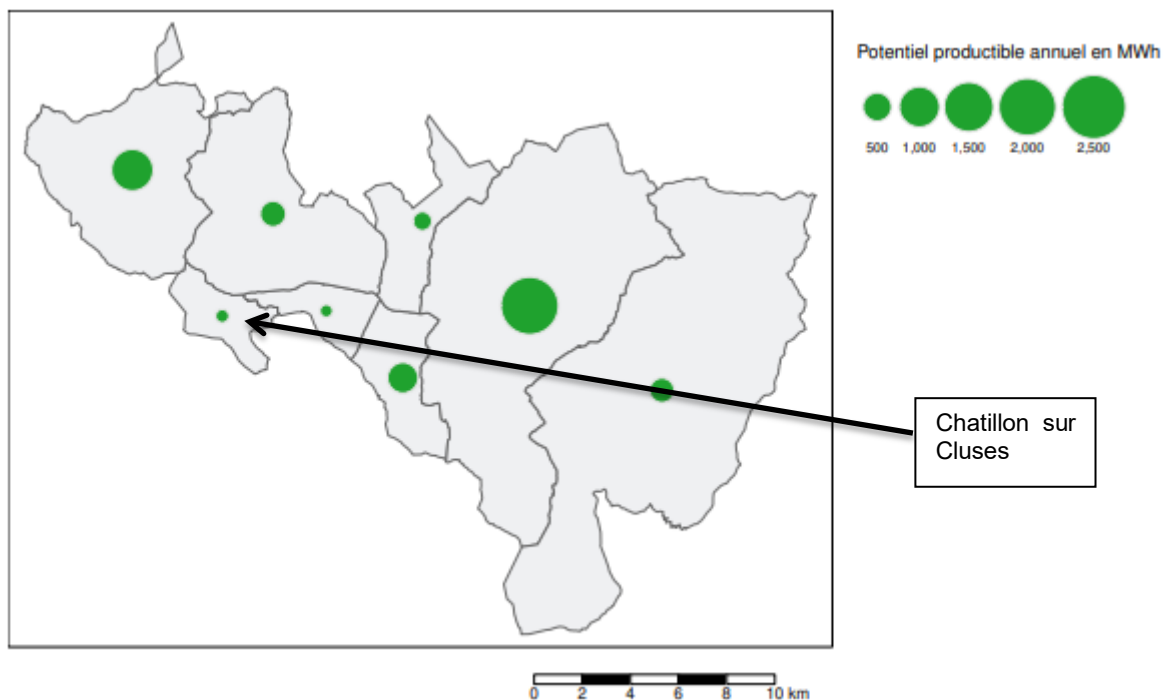 Potentiel productible annuel en MWh
500 1,000 1,500 2,000 2,500
Chatillon sur
Cluses
0 2 4 6 8 10 km